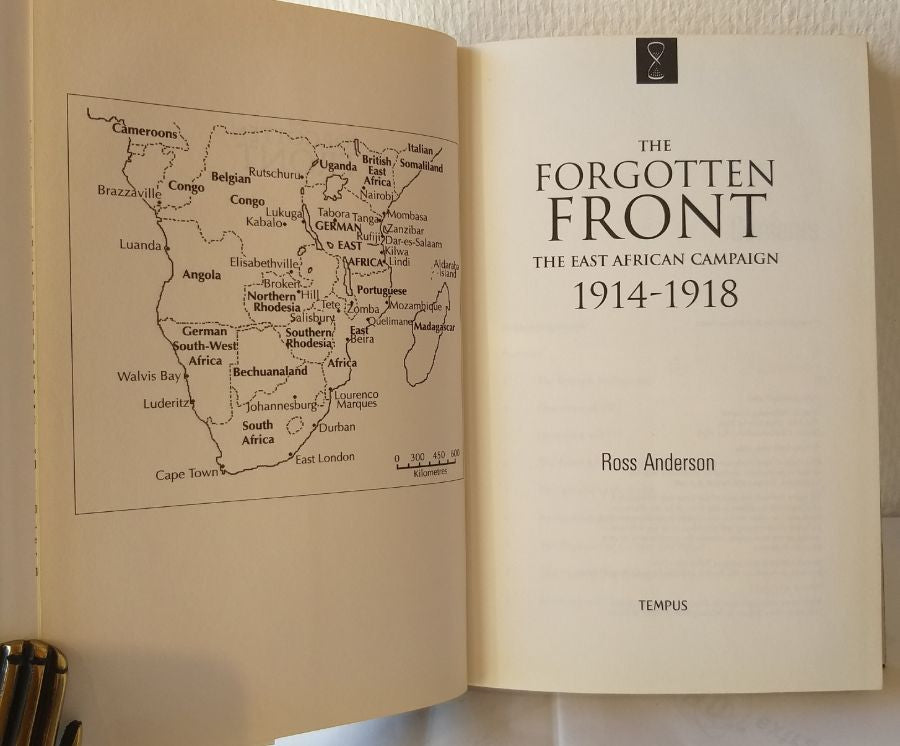 Cameroons
Italian
Somaliland
Uganda
British
East
Africa
Rutschuru
Belgian
Congo
Congo
Nairobi
Brazzaville
Lukuga
Kabalo
Tabora
Tanga
Mombasa
Zanzibar
GERMAN
EAST
AFRICA
Rufiji
Dar-es-Salaam
Kilwa
Lindi
Luanda
Elisabethville
Angola
Broken
Hill
Northern
Rhodesia
Portuguese
East
Africa
Island
Tete
Zomba
Mozambique
Salisbury
Quelimane
Madagascar
German
South-West
Africa
Southern
Rhodesia
Beira
Bechuanaland
Walvis Bay
Luderitz
Johannesburg
Lourenco
Marques
South
Africa
Durban
East London
Cape Town
0 300 450 600
Kilometres
THE
FORGOTTEN
FRONT
THE EAST AFRICAN CAMPAIGN
1914-1918
Ross Anderson
TEMPUS